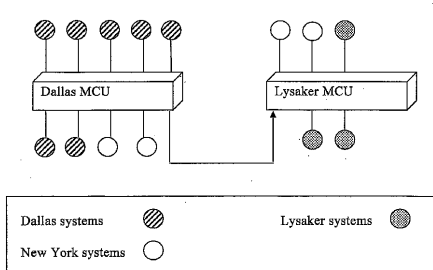 Dallas MCU
Lysaker MCU
Dallas systems
Lysaker systems
New York systems